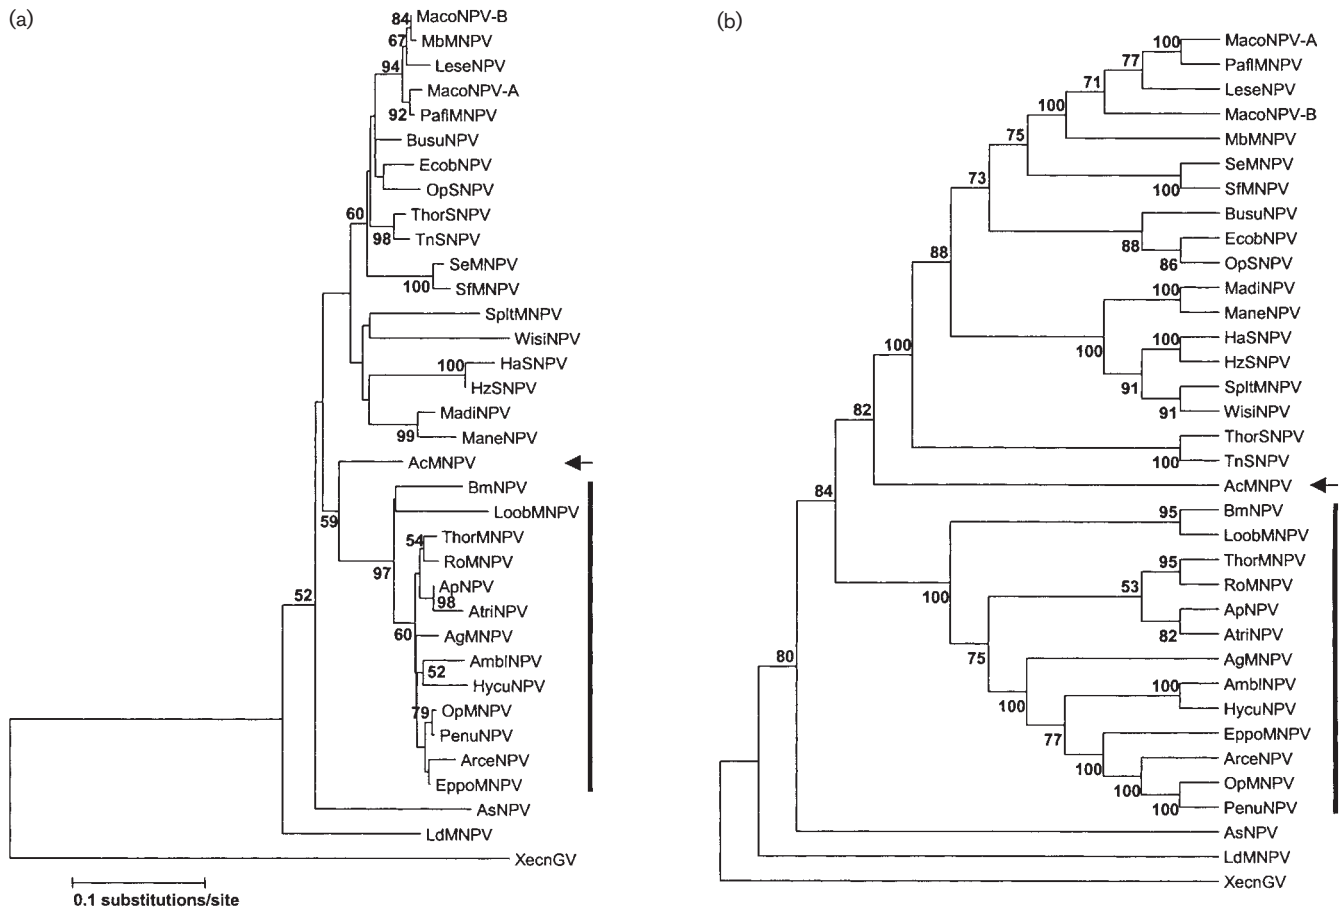 (a)
84
MacoNPV-B
67
MbMNPV
94
LeseNPV
MacoNPV-A
92
PaflMNPV
BusuNPV
EcobNPV
OpSNPV
60
ThorSNPV
98
TnSNPV
SeMNPV
100
SfMNPV
SpltMNPV
WisiNPV
100
HaSNPV
HzSNPV
MadiNPV
99
ManeNPV
AcMNPV
BmNPV
59
LoobMNPV
54
ThorMNPV
97
RoMNPV
ApNPV
52
98
AtriNPV
60
AgMNPV
AmblNPV
52
HycuNPV
79
OpMNPV
PenuNPV
ArceNPV
EppoMNPV
AsNPV
LdMNPV
XecnGV
0.1 substitutions/site
(b)
100
MacoNPV-A
77
PaflMNPV
71
LeseNPV
100
MacoNPV-B
75
MbMNPV
73
SeMNPV
100
SfMNPV
BusuNPV
88
EcobNPV
88
86
OpSNPV
100
MadiNPV
ManeNPV
100
100
HaSNPV
100
HzSNPV
91
SpltMNPV
82
91
WisiNPV
ThorSNPV
100
TnSNPV
84
AcMNPV
95
BmNPV
LoobMNPV
95
ThorMNPV
100
53
RoMNPV
ApNPV
82
AtriNPV
80
75
AgMNPV
100
100
AmblNPV
77
HycuNPV
EppoMNPV
100
ArceNPV
100
OpMNPV
100
PenuNPV
AsNPV
LdMNPV
XecnGV